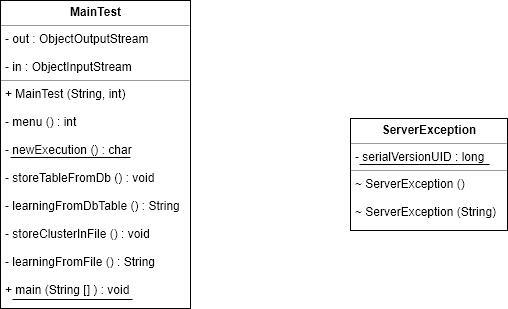 MainTest
- out : ObjectOutputStream
- in : ObjectInputStream
+ MainTest (String, int)
- menu () : int
- newExecution () : char
- storeTableFromDb () : void
- learningFromDbTable () : String
- storeClusterInFile () : void
- learningFromFile () : String
+ main (String [] ) : void
ServerException
- serialVersionUID : long
~ ServerException ()
~ ServerException (String)